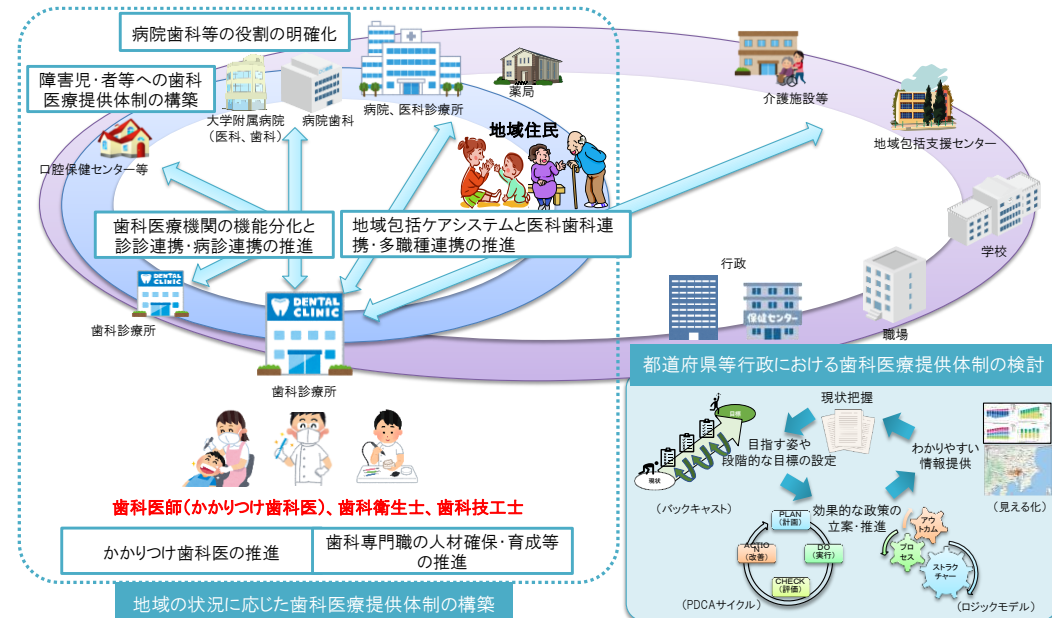 病院歯科等の役割の明確化
障害児・者等への歯科
医療提供体制の構築
大学附属病院
（医科、歯科）
病院歯科
病院、医科診療所
薬局
介護施設等
地域包括支援センター
口腔保健センター等
地域住民
歯科医療機関の機能分化と
診診連携・病診連携の推進
地域包括ケアシステムと医科歯科連
携・多職種連携の推進
学校
行政
保健センター
職場
DENTAL
CLINIC
歯科診療所
DENTAL
CLINIC
歯科診療所
歯科医師（かかりつけ歯科医）、歯科衛生士、歯科技工士
かかりつけ歯科医の推進
歯科専門職の人材確保・育成等
の推進
地域の状況に応じた歯科医療提供体制の構築
都道府県等行政における歯科医療提供体制の検討
現状把握
目標
現状
目指す姿や
段階的な目標の設定
（バックキャスト）
わかりやすい
情報提供
（見える化）
効果的な政策の
立案・推進
PLAN
（計画）
DO
（実行）
CHECK
（評価）
ACTIO
N
（改善）
（PDCAサイクル）
アウ
トカム
プロ
セス
ストラク
チャー
（ロジックモデル）